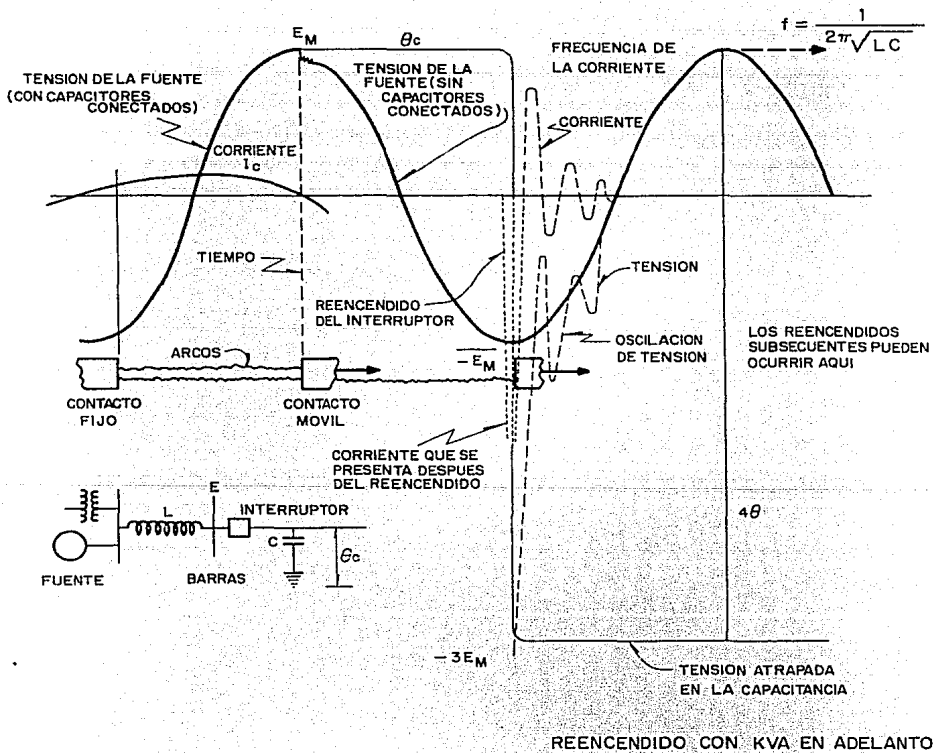 E_M
θc
f = 1 / 2π√LC
TENSION DE LA FUENTE
(CON CAPACITORES
CONECTADOS)
TENSION DE LA
FUENTE (SIN
CAPACITORES
CONECTADOS)
FRECUENCIA DE
LA CORRIENTE
CORRIENTE
CORRIENTE
I_C
TIEMPO
REENCENDIDO
DEL INTERRUPTOR
TENSION
-E_M
OSCILACION
DE TENSION
LOS REENCENDIDOS
SUBSECUENTES PUEDEN
OCURRIR AQUI
ARCOS
CONTACTO
FIJO
CONTACTO
MOVIL
CORRIENTE QUE SE
PRESENTA DESPUES
DEL REENCENDIDO
L
E
INTERRUPTOR
C
θc
FUENTE
BARRAS
4θ
-3E_M
TENSION ATRAPADA
EN LA CAPACITANCIA
REENCENDIDO CON KVA EN ADELANTO